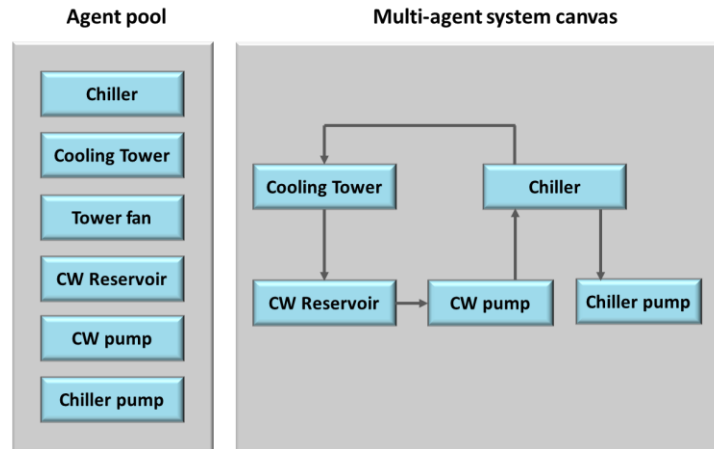 Agent pool
Multi-agent system canvas
Chiller
Cooling Tower
Tower fan
CW Reservoir
CW pump
Chiller pump
Cooling Tower
Chiller
CW Reservoir
CW pump
Chiller pump